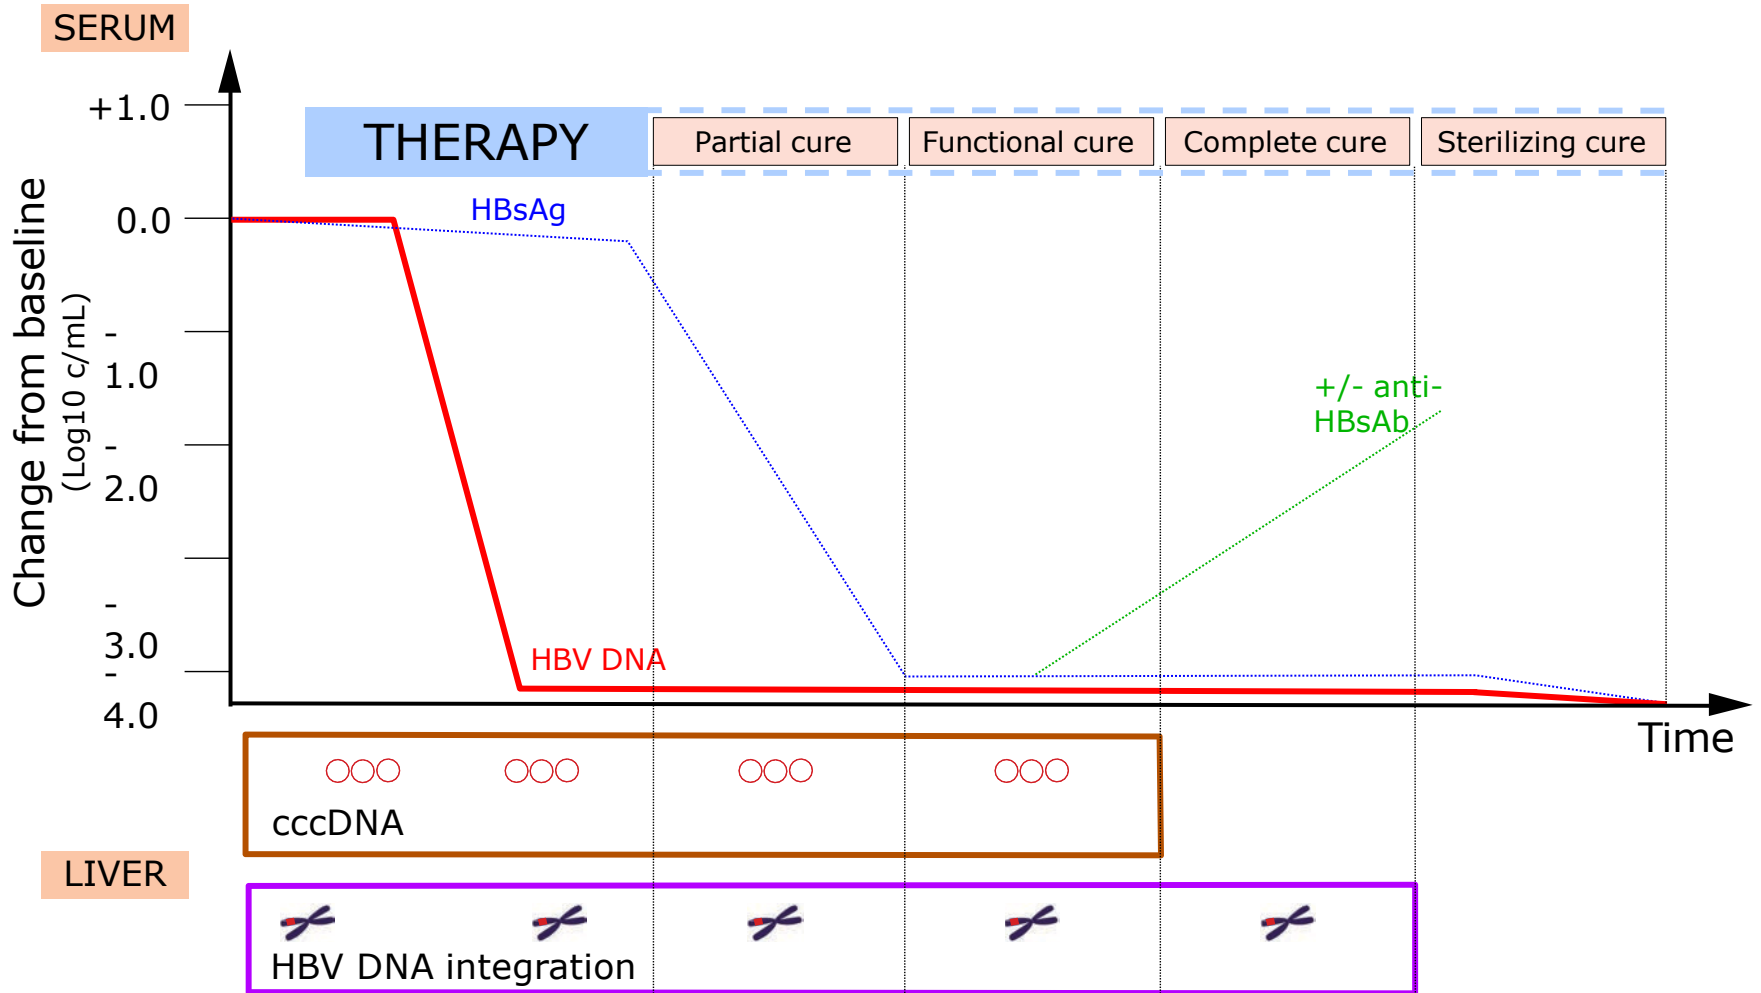 SERUM
+1.0
THERAPY
Partial cure
Functional cure
Complete cure
Sterilizing cure
HBsAg
0.0
Change from baseline
(Log10 c/mL)
-
1.0
+/- anti-
HBsAb
-
2.0
-
3.0
HBV DNA
-
4.0
Time
cccDNA
LIVER
HBV DNA integration